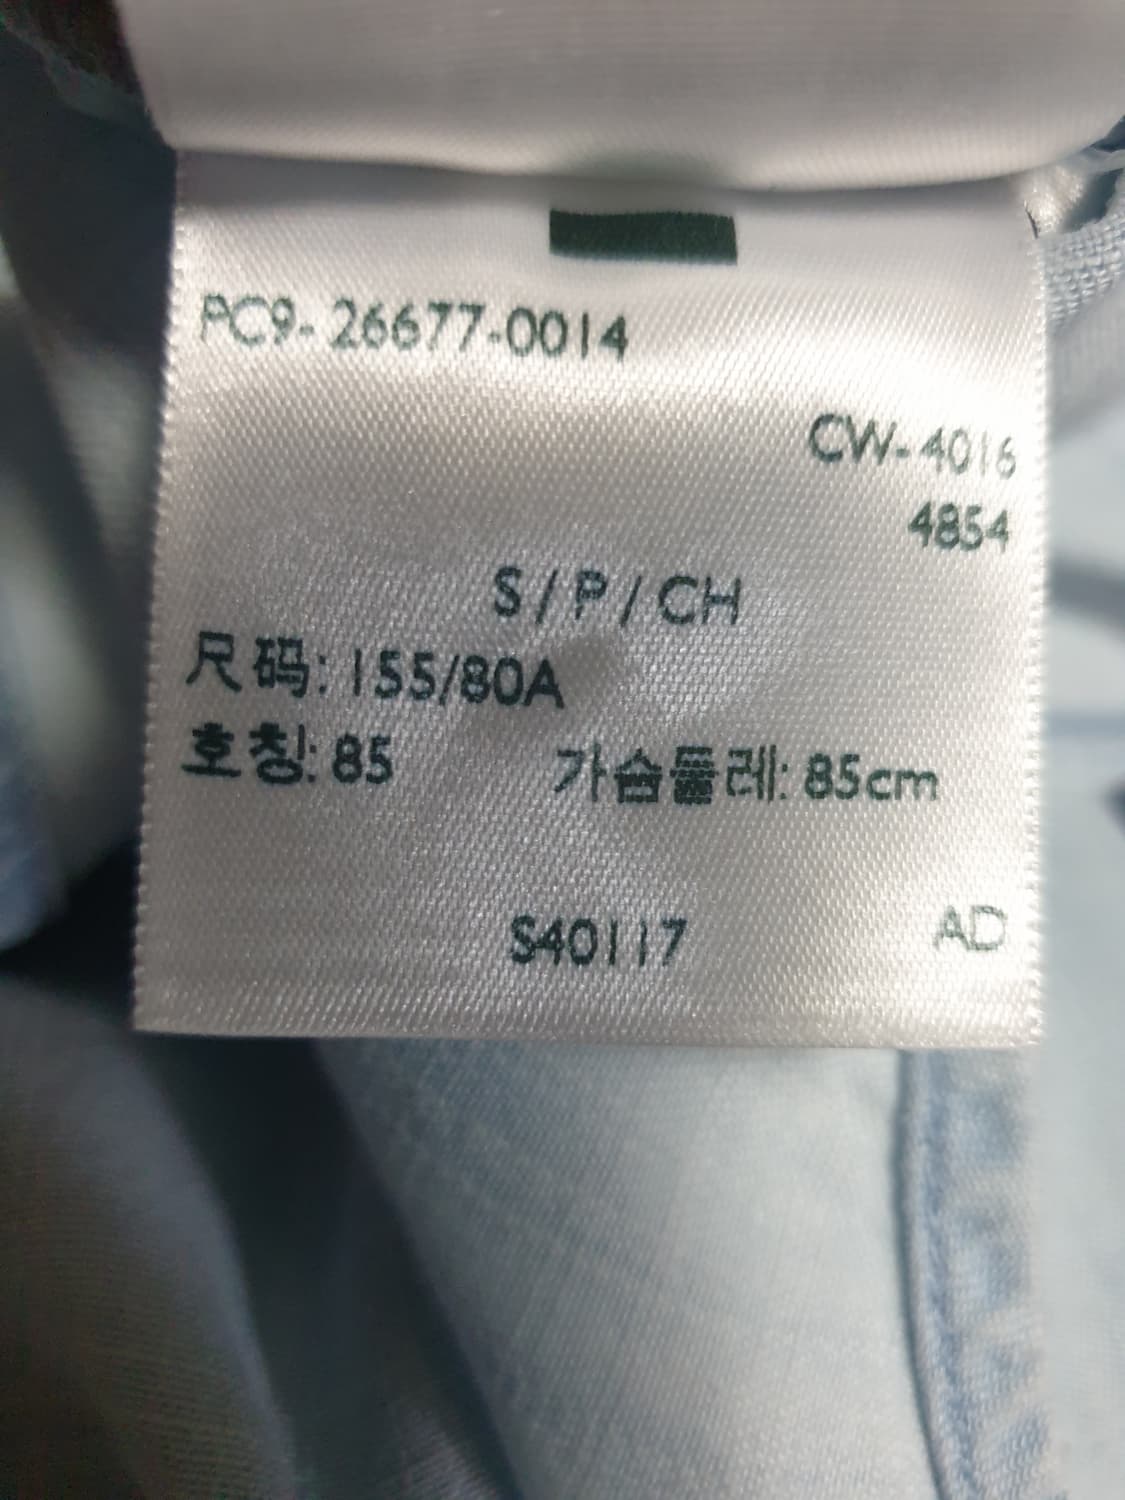 PC9-26677-0014
CW-4016
4854
S / P / CH
尺码: 155/80A
호칭: 85 가슴둘레: 85cm
S40117 AD